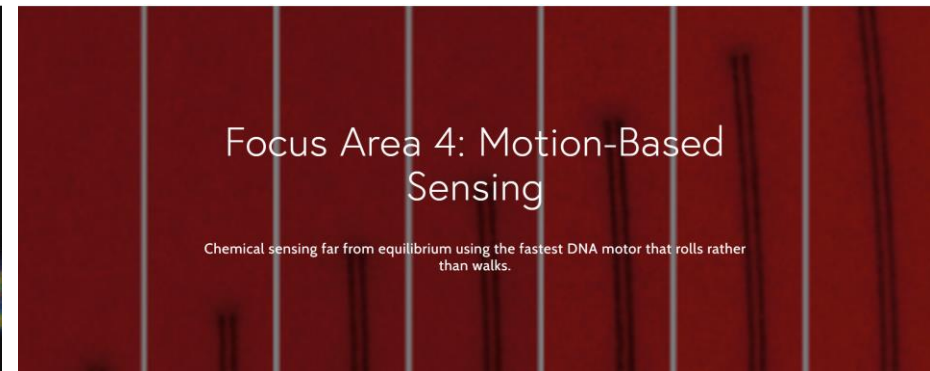 Focus Area 4: Motion-Based
Sensing
Chemical sensing far from equilibrium using the fastest DNA motor that rolls rather
than walks.